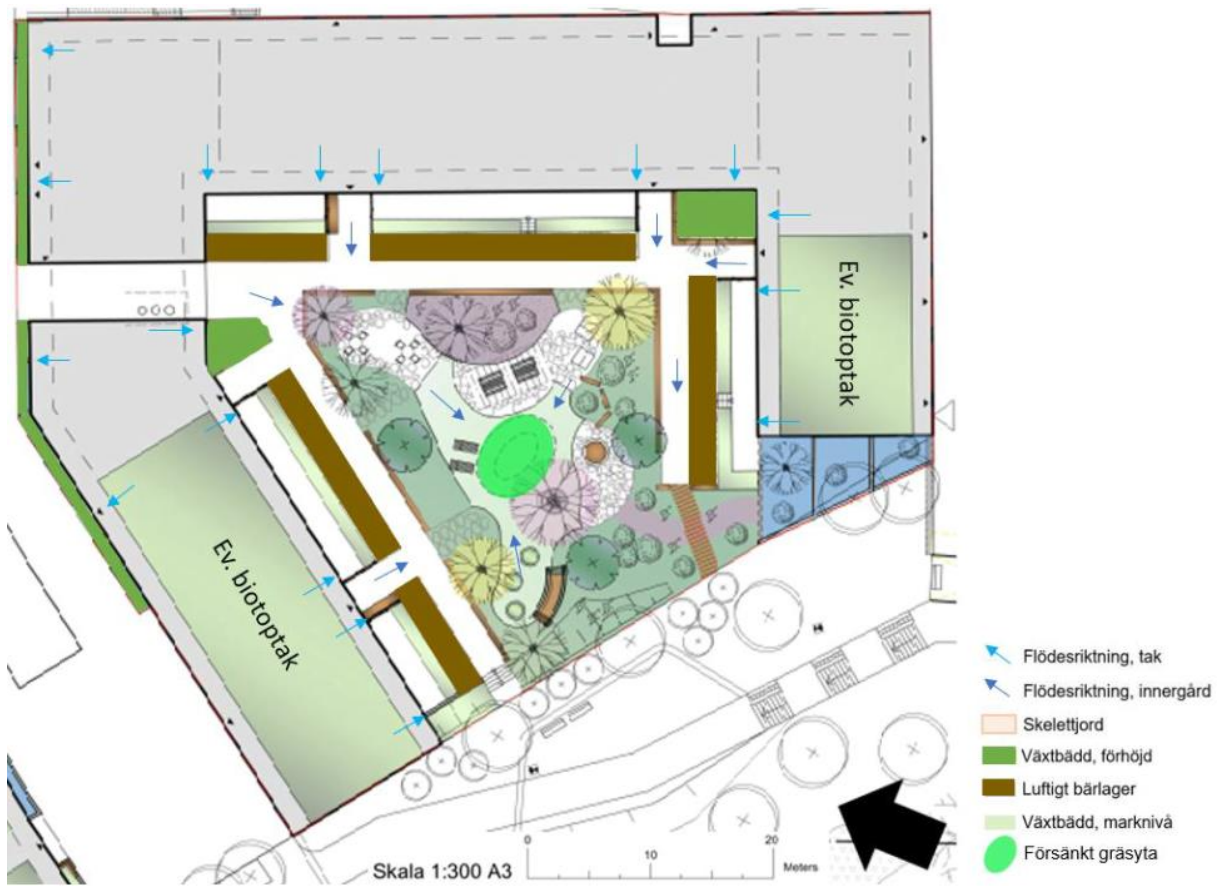 Ev. biotoptak
Ev. biotoptak
Flödesriktning, tak
Flödesriktning, innergård
Skelettjord
Växtbädd, förhöjd
Luftigt bärlager
Växtbädd, marknivå
Försänkt gräsyta
Skala 1:300 A3
0 10 20
Meters